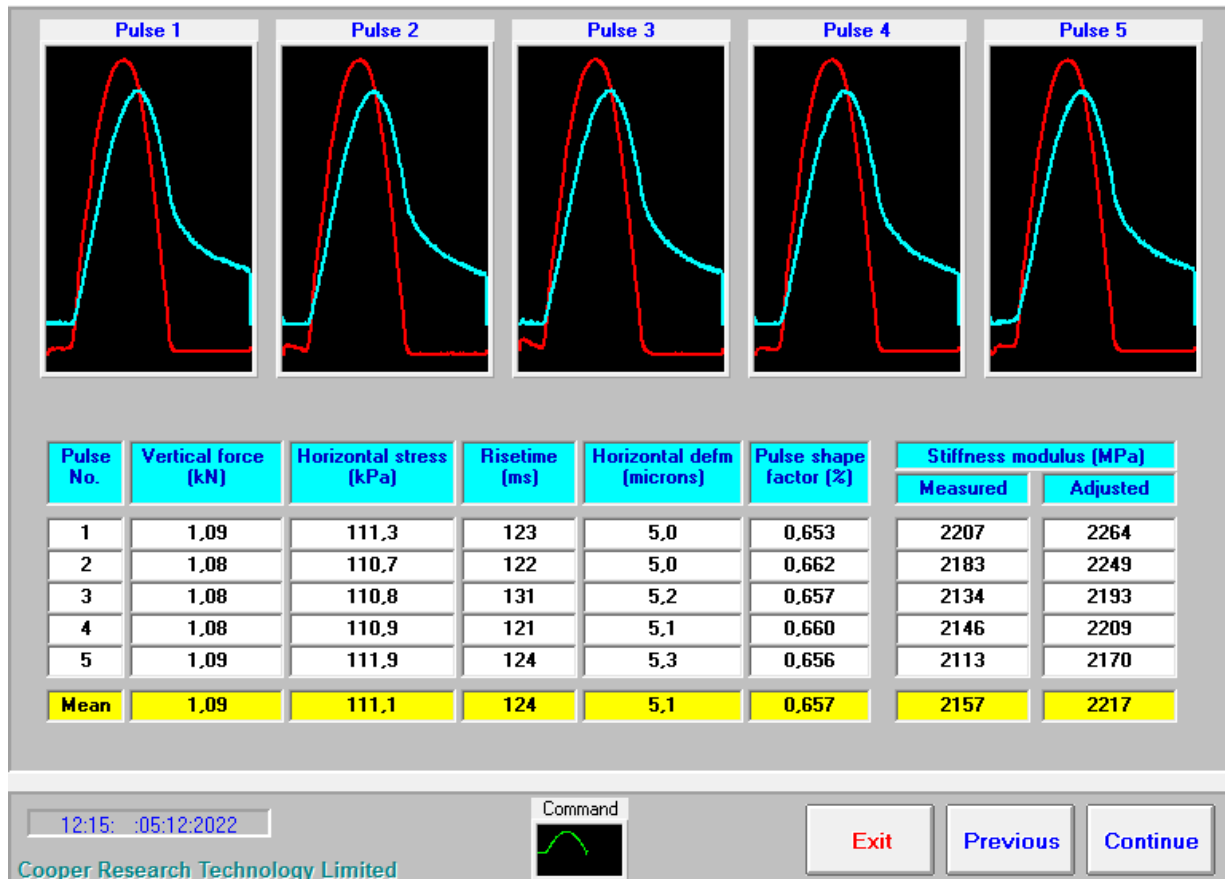 Pulse 1 Pulse 2 Pulse 3 Pulse 4 Pulse 5
Pulse No. Vertical force (kN) Horizontal stress (kPa) Risetime (ms) Horizontal defm (microns) Pulse shape factor (%) Stiffness modulus (MPa)
Measured Adjusted
1 1,09 111,3 123 5,0 0,653 2207 2264
2 1,08 110,7 122 5,0 0,662 2183 2249
3 1,08 110,8 131 5,2 0,657 2134 2193
4 1,08 110,9 121 5,1 0,660 2146 2209
5 1,09 111,9 124 5,3 0,656 2113 2170
Mean 1,09 111,1 124 5,1 0,657 2157 2217
12:15: :05:12:2022
Command
Exit Previous Continue
Cooper Research Technology Limited